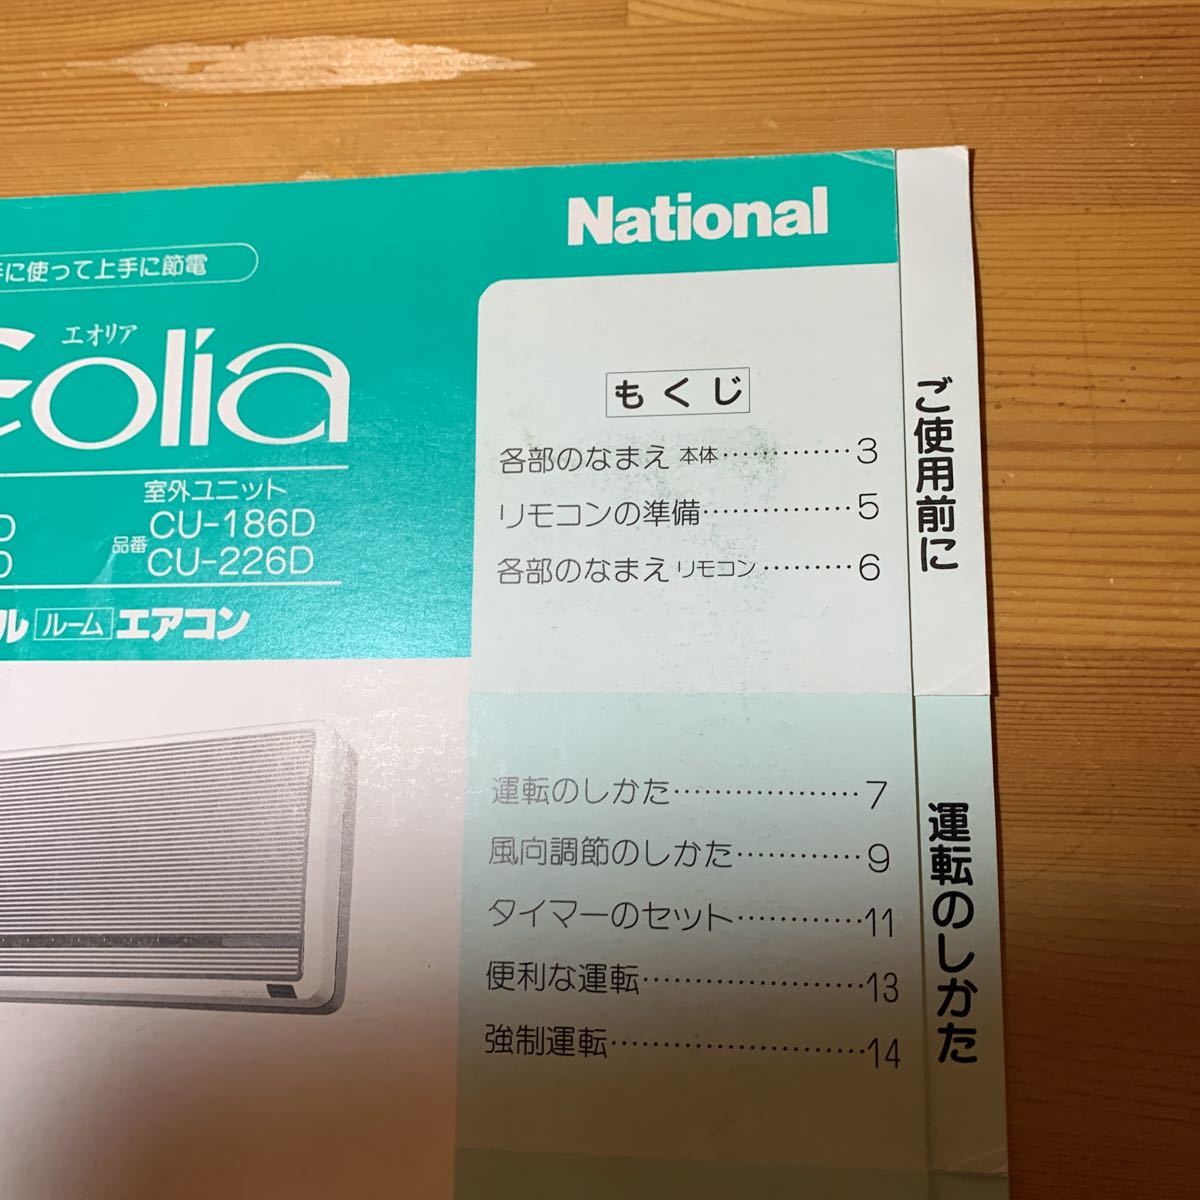 National
に使って上手に節電
エオリア
Eolia
室外ユニット
D
品番 CU-186D
D
CU-226D
ル ルーム エアコン
もくじ
各部のなまえ 本体……………3
リモコンの準備……………5
各部のなまえ リモコン………6
ご使用前に
運転のしかた………………7
風向調節のしかた…………9
タイマーのセット…………11
便利な運転…………………13
強制運転……………………14
運転のしかた